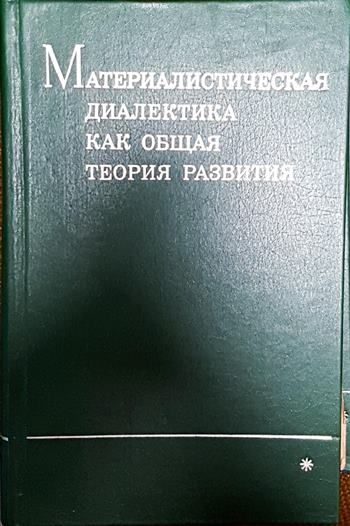 МАТЕРИАЛИСТИЧЕСКАЯ
ДИАЛЕКТИКА
КАК ОБЩАЯ
ТЕОРИЯ РАЗВИТИЯ
*